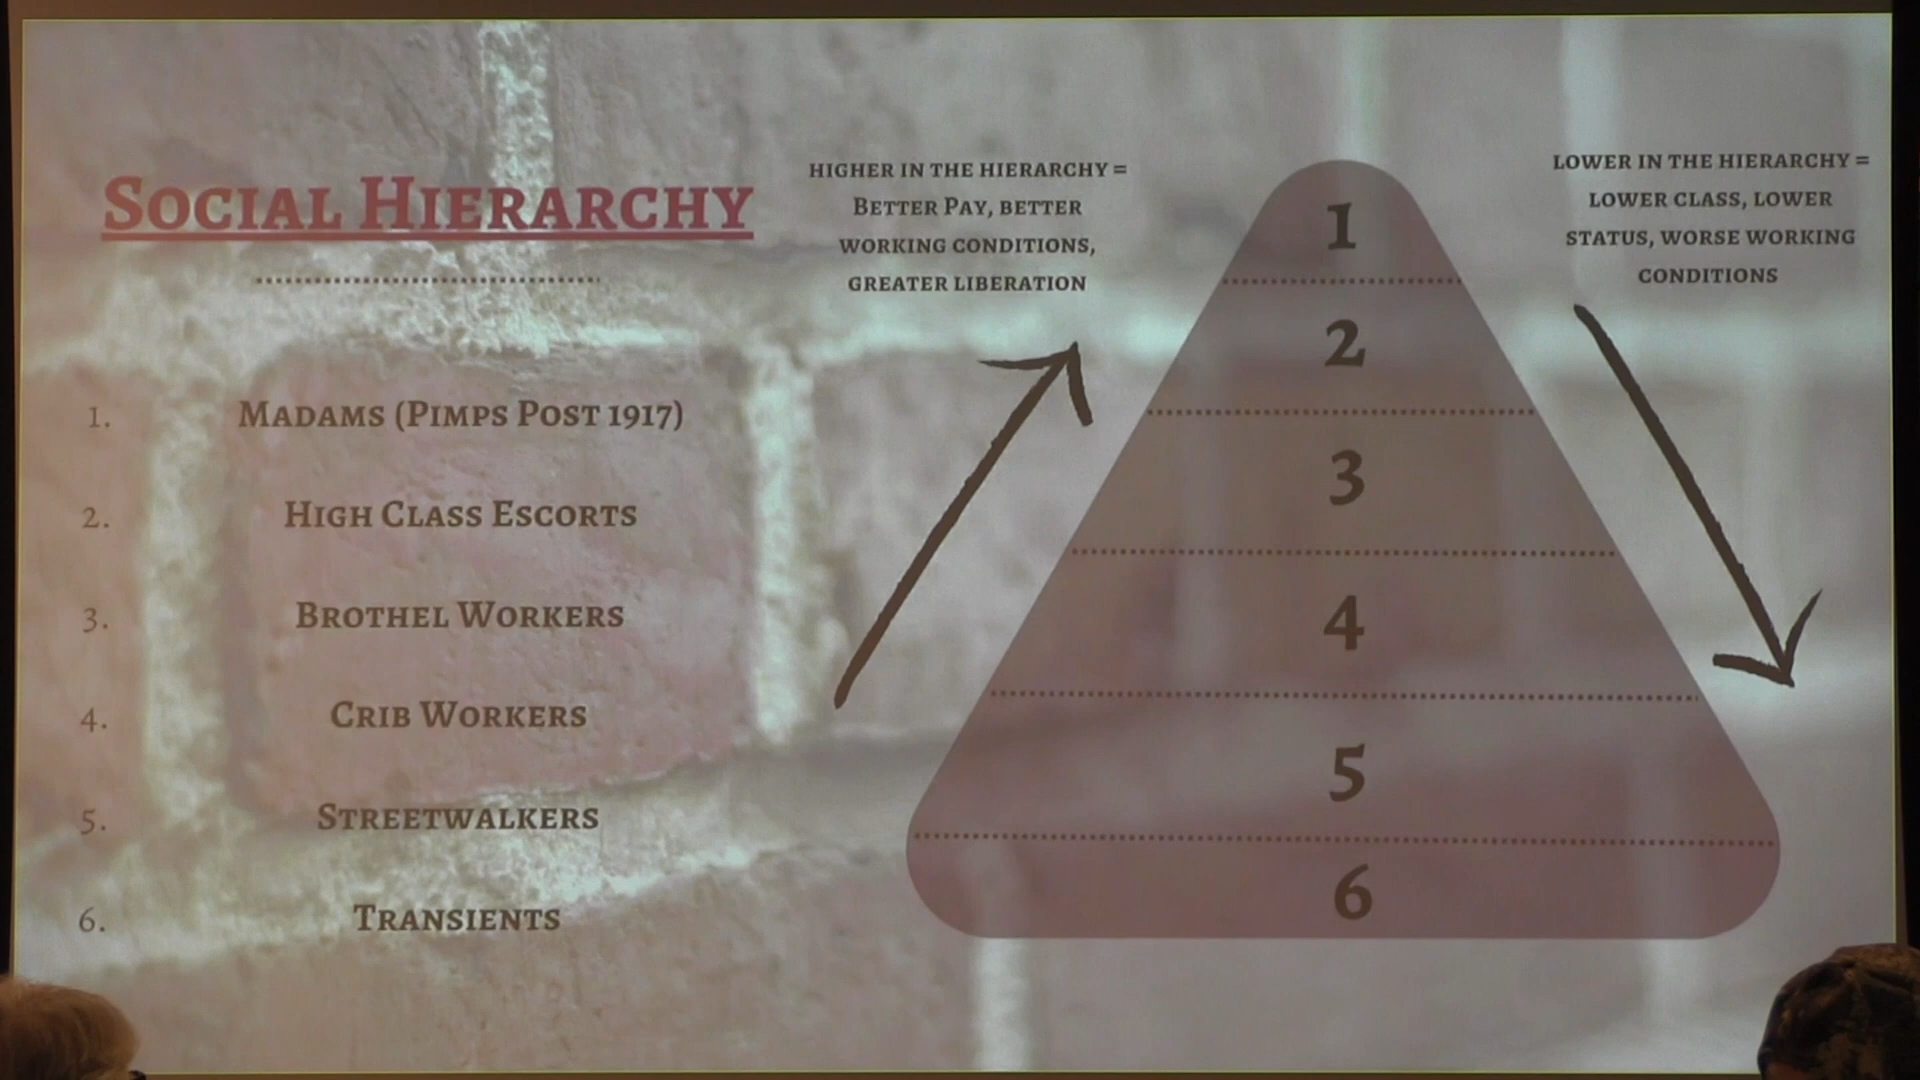 Social Hierarchy
1. Madams (Pimps Post 1917)
2. High Class Escorts
3. Brothel Workers
4. Crib Workers
5. Streetwalkers
6. Transients
higher in the hierarchy =
Better Pay, better
working conditions,
greater liberation
1
2
3
4
5
6
lower in the hierarchy =
lower class, lower
status, worse working
conditions